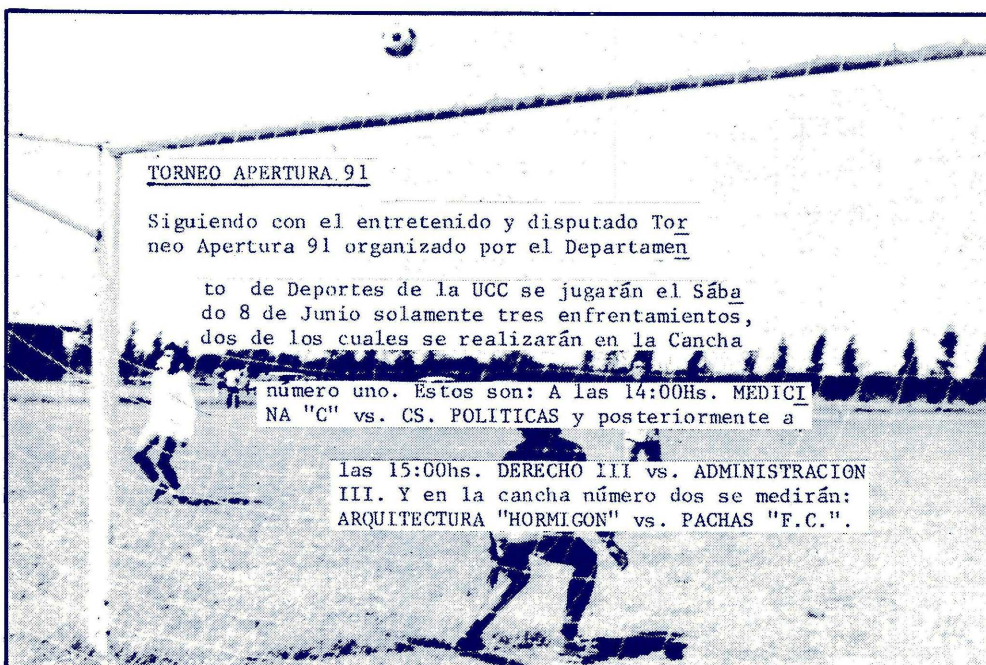 TORNEO APERTURA 91
Siguiendo con el entretenido y disputado Tor
neo Apertura 91 organizado por el Departamen
to de Deportes de la UCC se jugarán el Sába
do 8 de Junio solamente tres enfrentamientos,
dos de los cuales se realizarán en la Cancha
número uno. Estos son: A las 14:00Hs. MEDICI
NA "C" vs. CS. POLITICAS y posteriormente a
las 15:00hs. DERECHO III vs. ADMINISTRACION
III. Y en la cancha número dos se medirán:
ARQUITECTURA "HORMIGON" vs. PACHAS "F.C.".